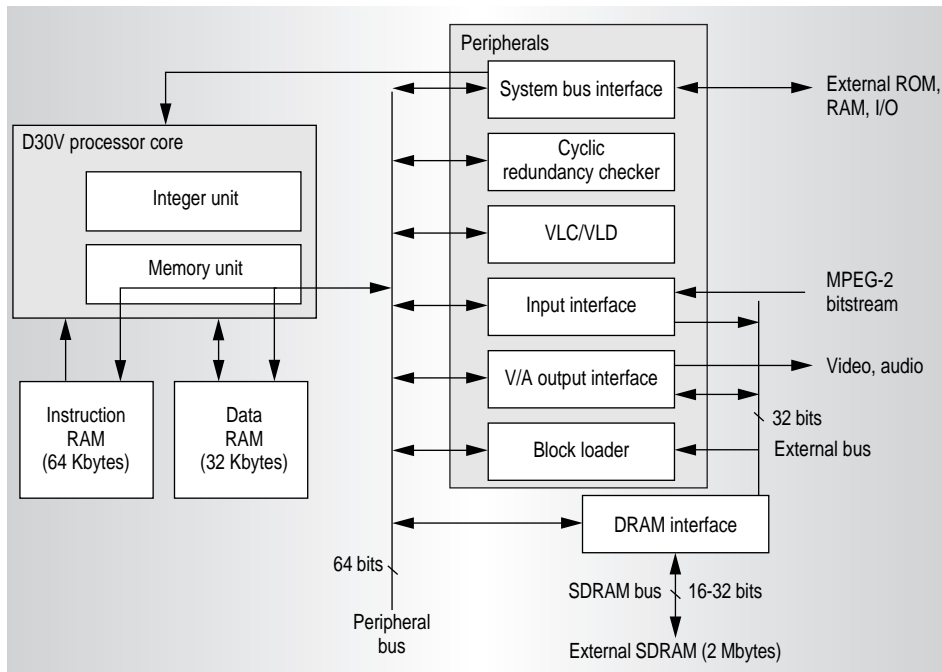 Peripherals
System bus interface
External ROM,
RAM, I/O
D30V processor core
Cyclic
redundancy checker
Integer unit
VLC/VLD
Memory unit
Input interface
MPEG-2
bitstream
V/A output interface
Video, audio
Instruction
RAM
(64 Kbytes)
Data
RAM
(32 Kbytes)
32 bits
External bus
Block loader
DRAM interface
64 bits
Peripheral
bus
SDRAM bus
16-32 bits
External SDRAM (2 Mbytes)